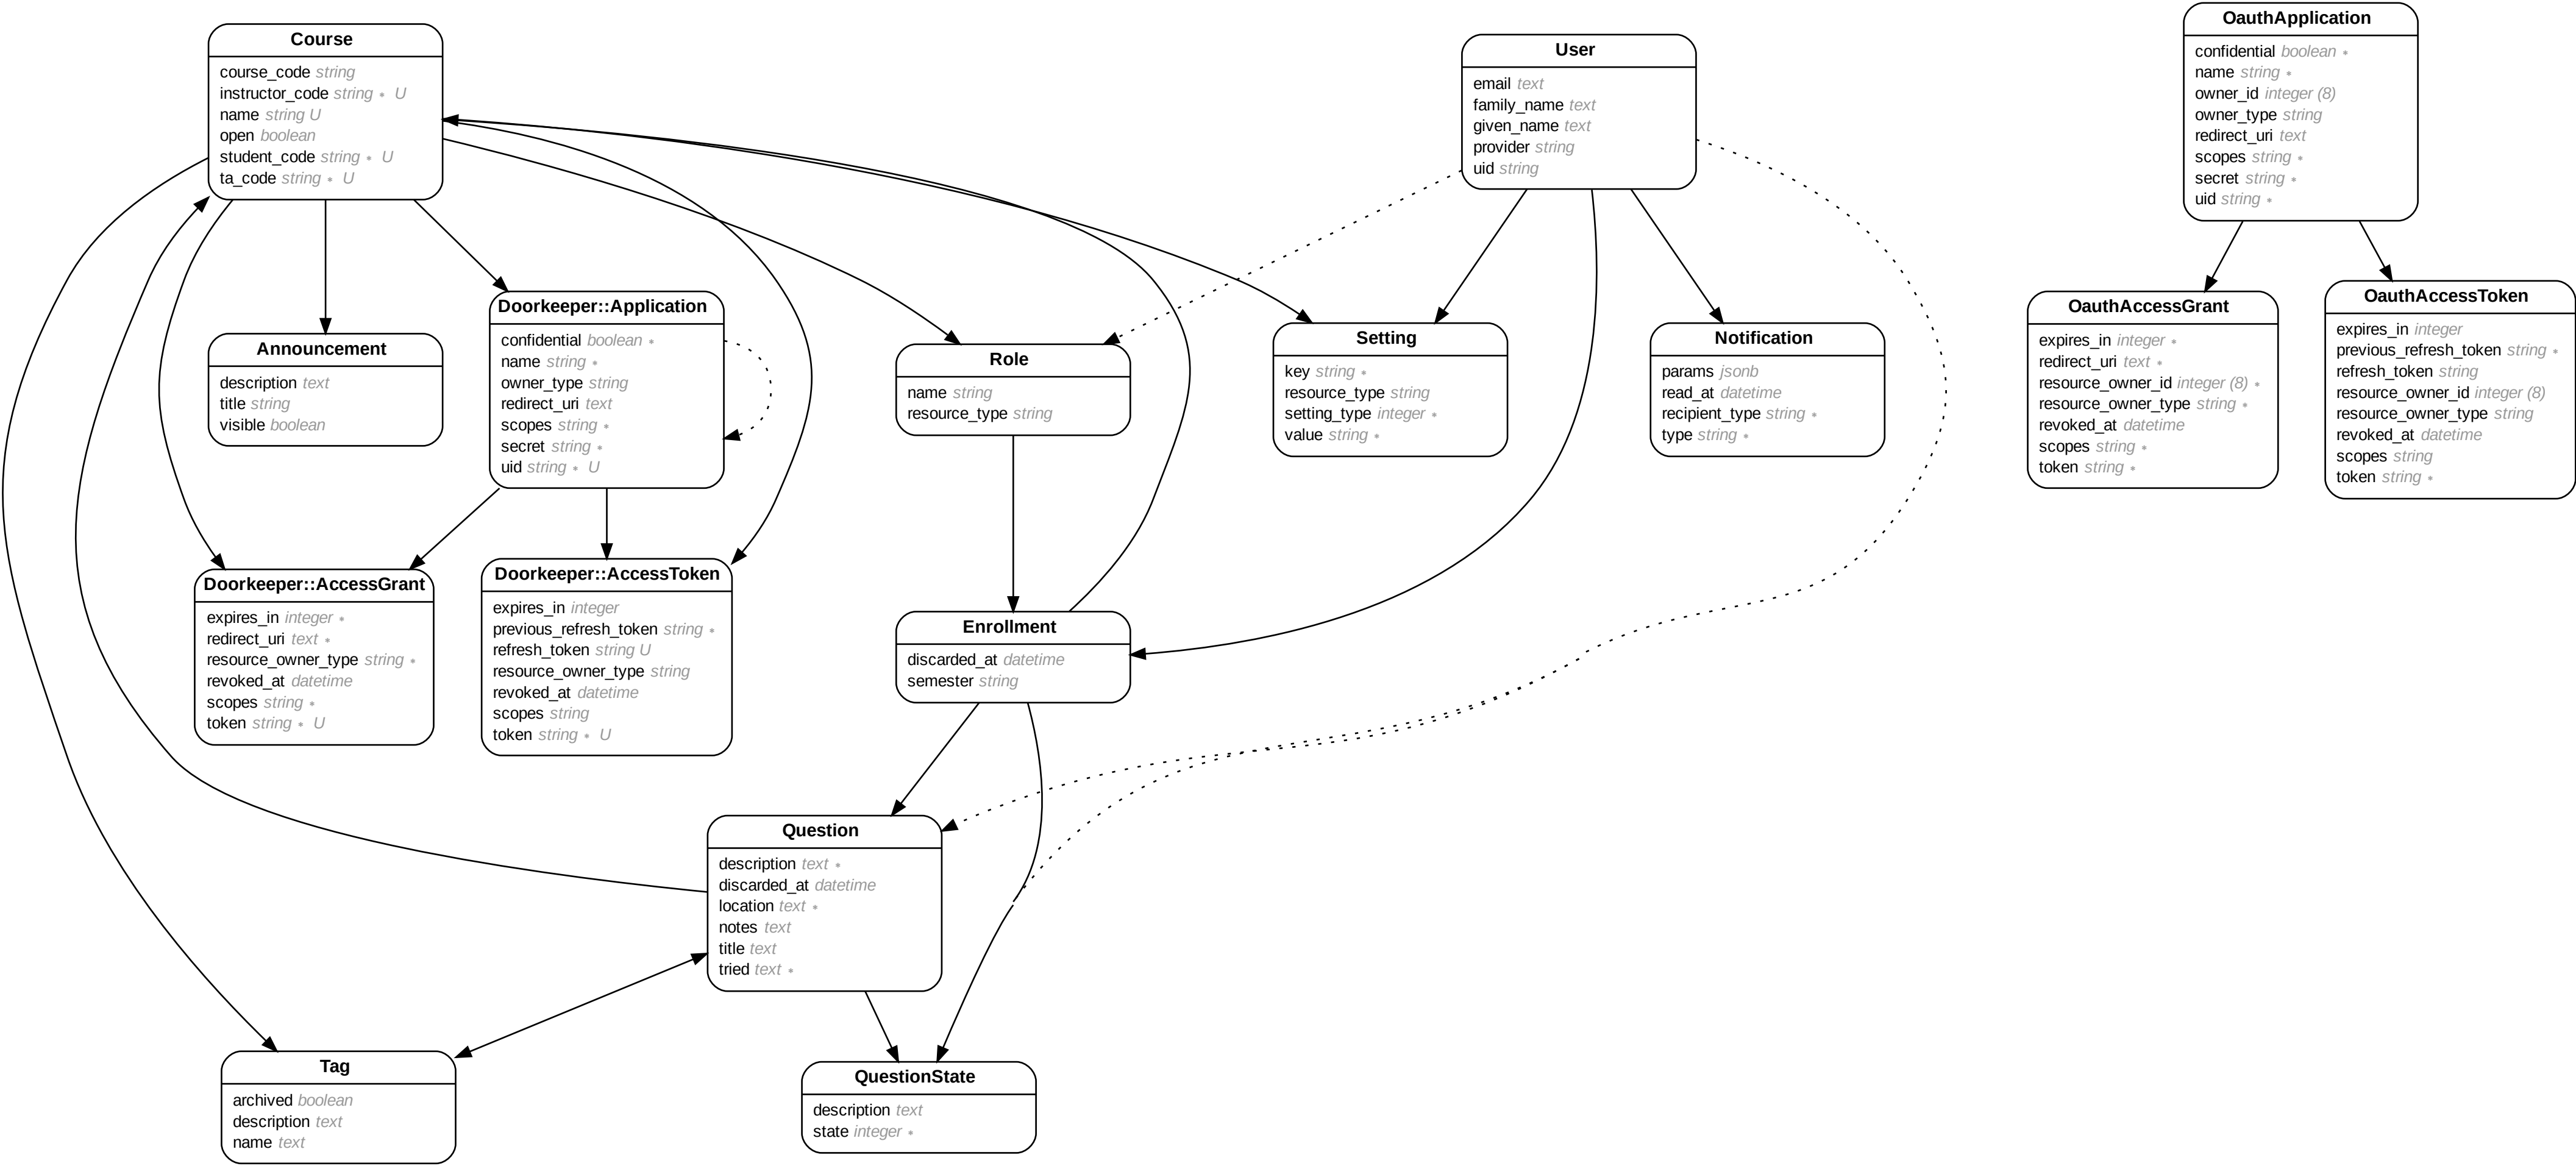 Course
course_code string
instructor_code string * U
name string U
open boolean
student_code string * U
ta_code string * U
User
email text
family_name text
given_name text
provider string
uid string
OauthApplication
confidential boolean *
name string *
owner_id integer (8)
owner_type string
redirect_uri text
scopes string *
secret string *
uid string *
Announcement
description text
title string
visible boolean
Doorkeeper::Application
confidential boolean *
name string *
owner_type string
redirect_uri text
scopes string *
secret string *
uid string * U
Role
name string
resource_type string
Setting
key string *
resource_type string
setting_type integer *
value string *
Notification
params jsonb
read_at datetime
recipient_type string *
type string *
OauthAccessGrant
expires_in integer *
redirect_uri text *
resource_owner_id integer (8) *
resource_owner_type string *
revoked_at datetime
scopes string *
token string *
OauthAccessToken
expires_in integer
previous_refresh_token string *
refresh_token string
resource_owner_id integer (8)
resource_owner_type string
revoked_at datetime
scopes string
token string *
Doorkeeper::AccessGrant
expires_in integer *
redirect_uri text *
resource_owner_type string *
revoked_at datetime
scopes string *
token string * U
Doorkeeper::AccessToken
expires_in integer
previous_refresh_token string *
refresh_token string U
resource_owner_type string
revoked_at datetime
scopes string
token string * U
Enrollment
discarded_at datetime
semester string
Question
description text *
discarded_at datetime
location text *
notes text
title text
tried text *
Tag
archived boolean
description text
name text
QuestionState
description text
state integer *